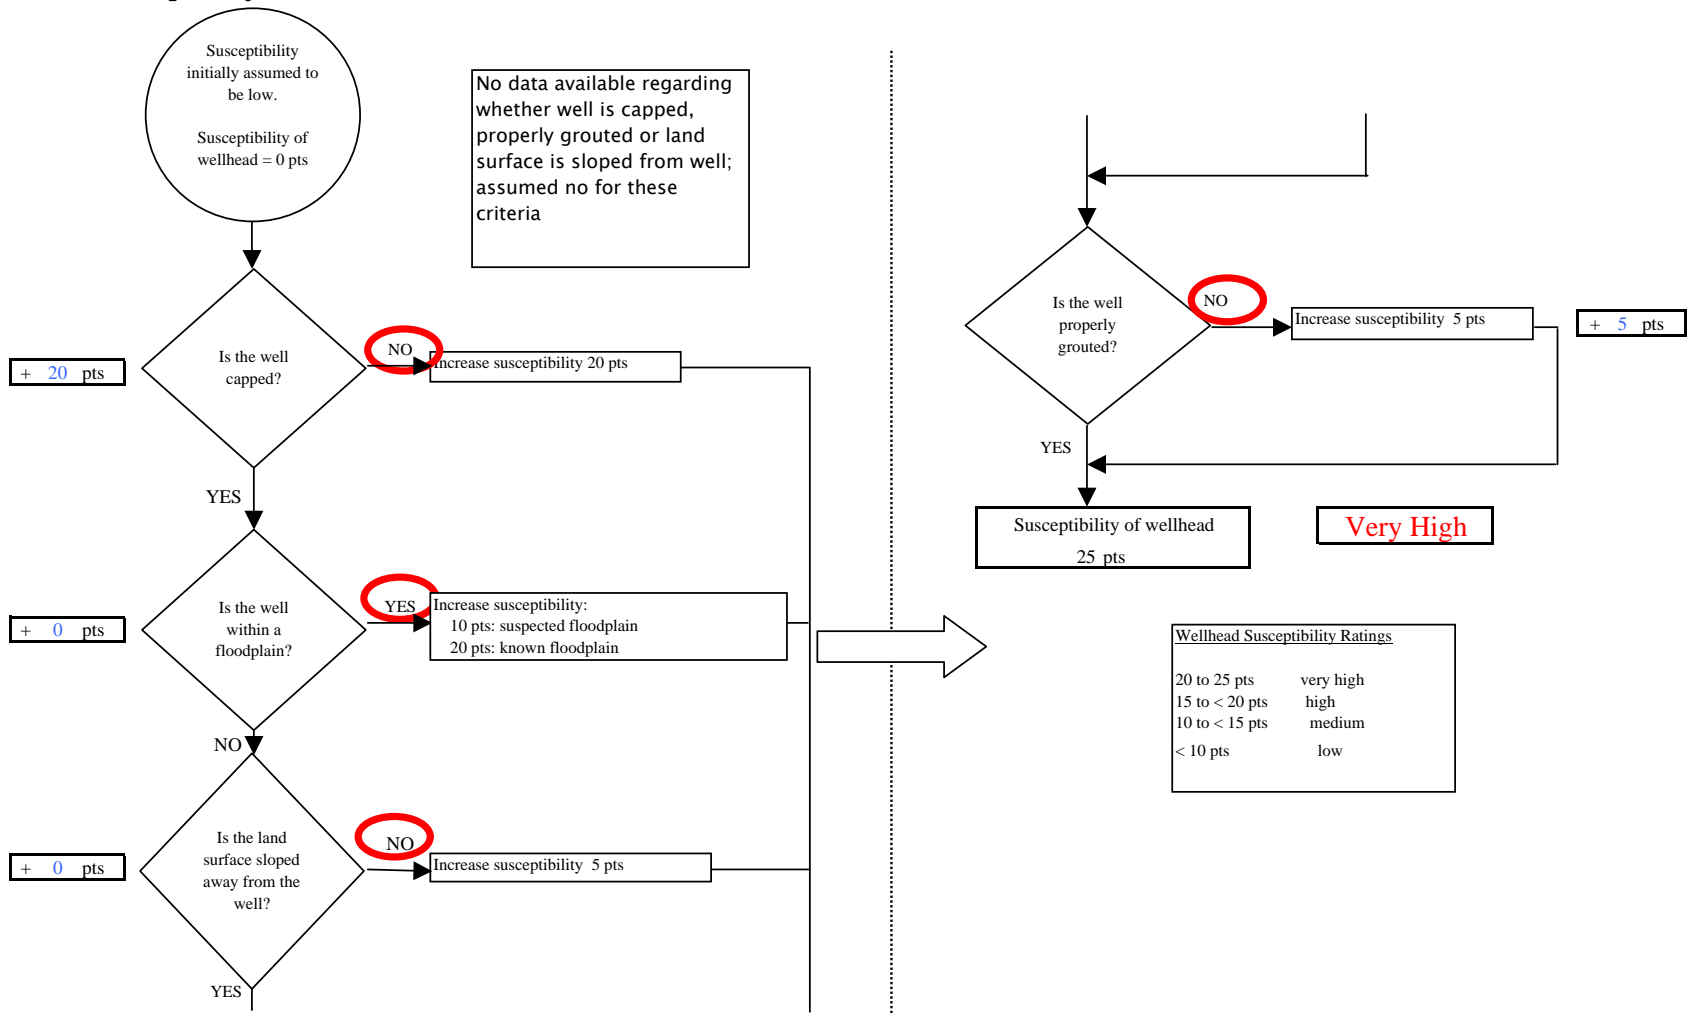 Susceptibility
initially assumed to
be low.
Susceptibility of
wellhead = 0 pts
No data available regarding
whether well is capped,
properly grouted or land
surface is sloped from well;
assumed no for these
criteria
Is the well
capped?
NO
Increase susceptibility 20 pts
+ 20 pts
YES
Is the well
within a
floodplain?
YES
Increase susceptibility:
10 pts: suspected floodplain
20 pts: known floodplain
+ 0 pts
NO
Is the land
surface sloped
away from the
well?
NO
Increase susceptibility 5 pts
+ 0 pts
YES
Is the well
properly
grouted?
NO
Increase susceptibility 5 pts
+ 5 pts
YES
Susceptibility of wellhead
25 pts
Very High
Wellhead Susceptibility Ratings
20 to 25 pts very high
15 to < 20 pts high
10 to < 15 pts medium
< 10 pts low